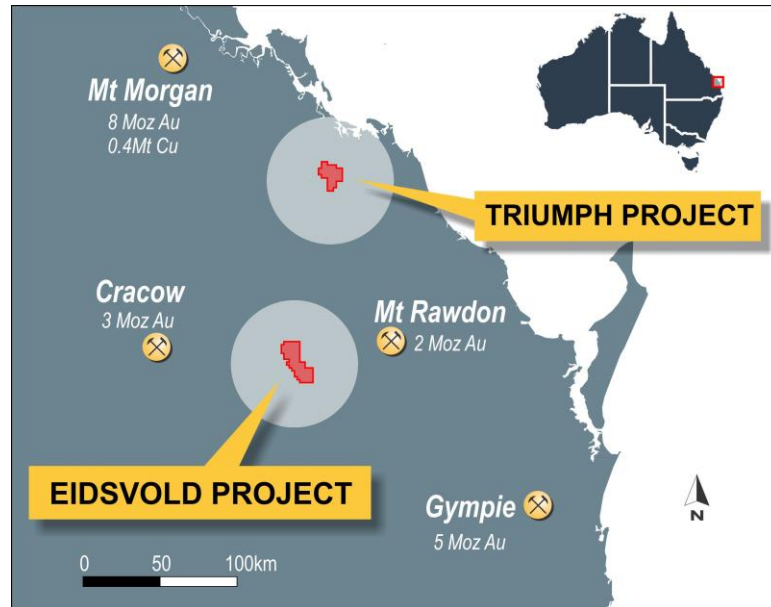 Mt Morgan
8 Moz Au
0.4Mt Cu
TRIUMPH PROJECT
Cracow
3 Moz Au
Mt Rawdon
2 Moz Au
EIDSVOLD PROJECT
Gympie
5 Moz Au
N
0 50 100km